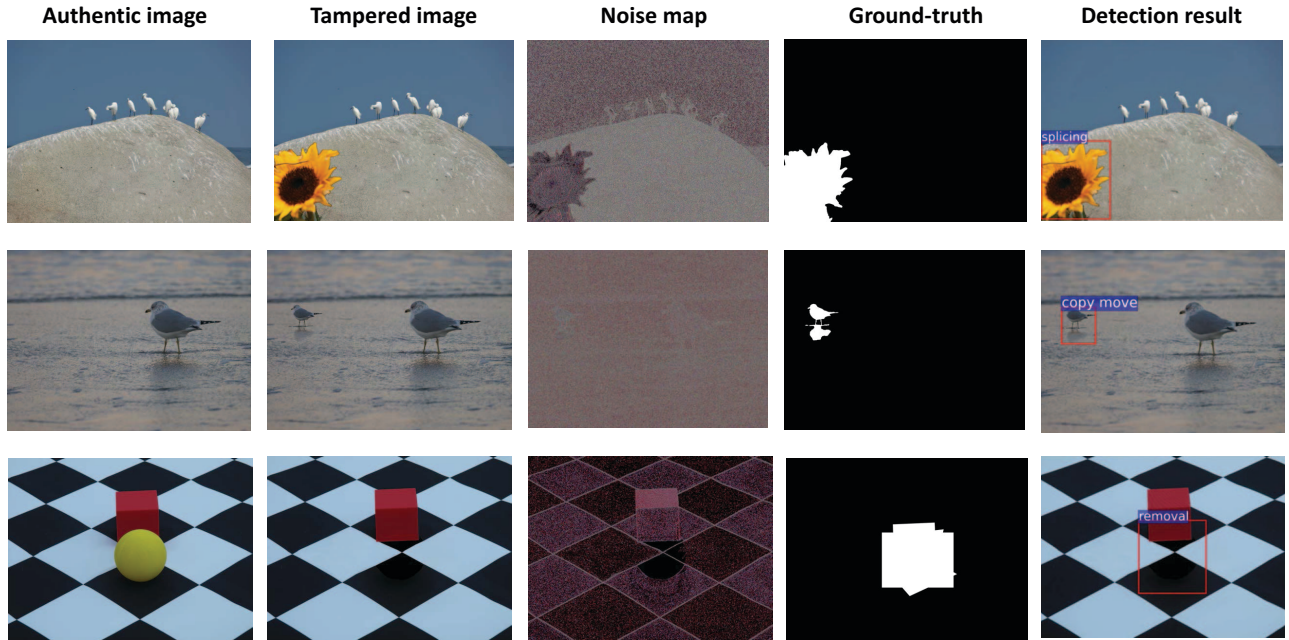 Authentic image Tampered image Noise map Ground-truth Detection result
splicing
copy move
removal